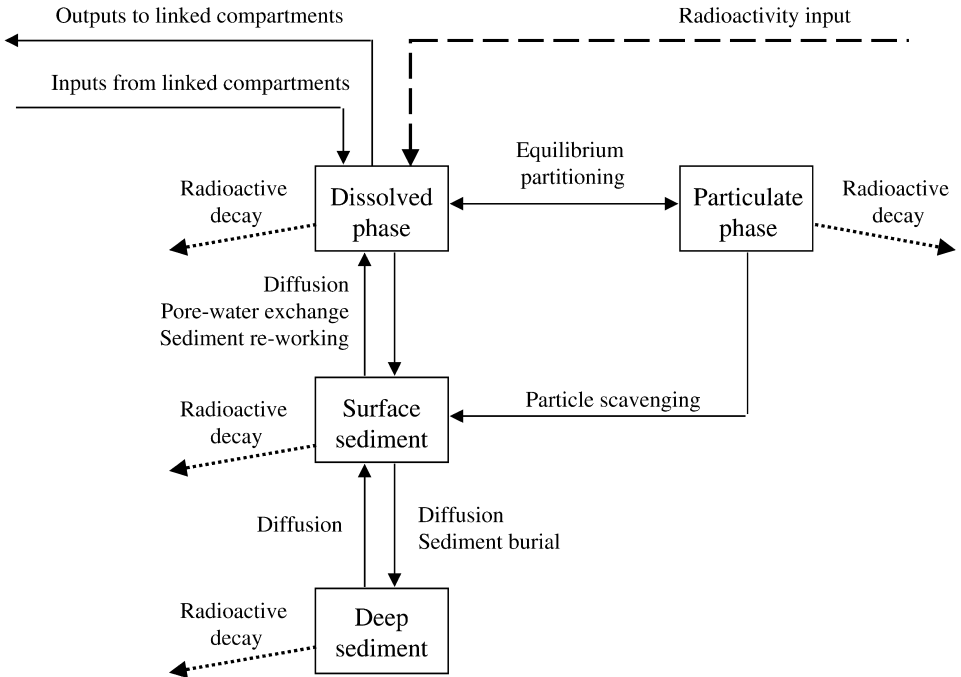 Outputs to linked compartments
Radioactivity input
Inputs from linked compartments
Equilibrium
partitioning
Radioactive
decay
Dissolved
phase
Particulate
phase
Radioactive
decay
Diffusion
Pore-water exchange
Sediment re-working
Radioactive
decay
Surface
sediment
Particle scavenging
Diffusion
Diffusion
Sediment burial
Radioactive
decay
Deep
sediment